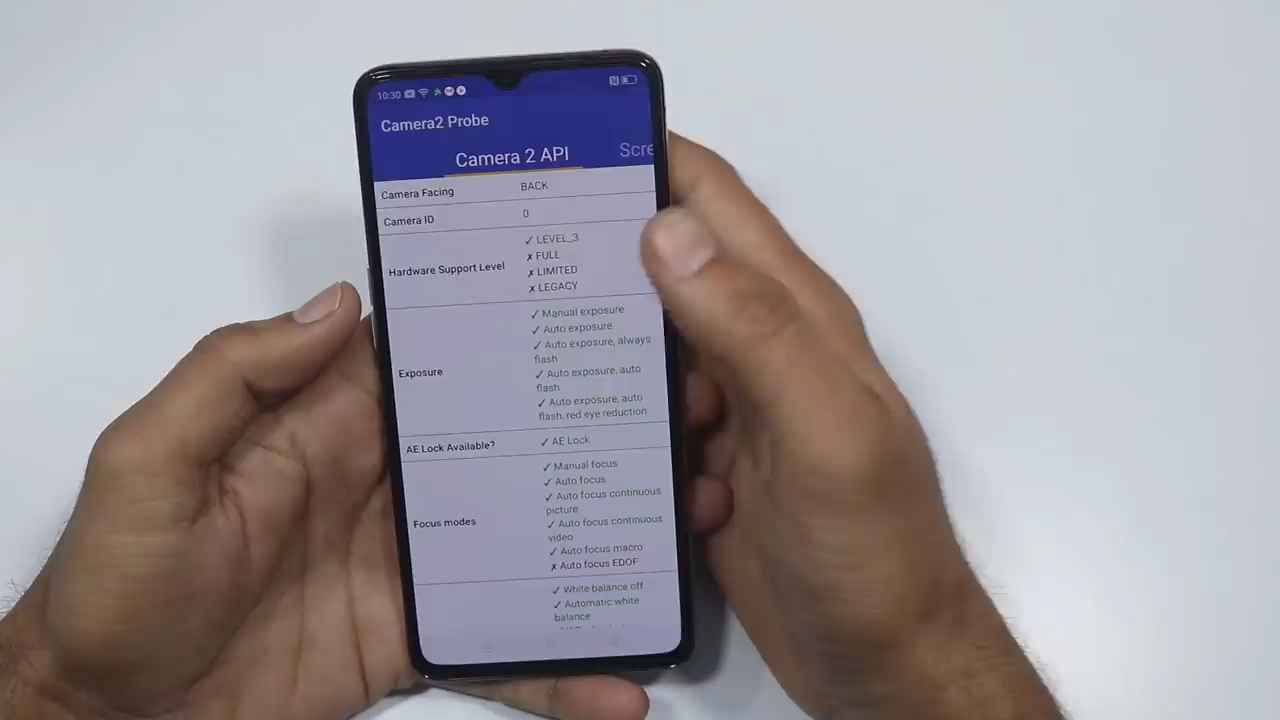 10:30
Camera2 Probe
Camera 2 API
Scre
Camera Facing
BACK
Camera ID
0
Hardware Support Level
✓ LEVEL_3
✗ FULL
✗ LIMITED
✗ LEGACY
Exposure
✓ Manual exposure
✓ Auto exposure
✓ Auto exposure, always
flash
✓ Auto exposure, auto
flash
✓ Auto exposure, auto
flash, red eye reduction
AE Lock Available?
✓ AE Lock
Focus modes
✓ Manual focus
✓ Auto focus
✓ Auto focus continuous
picture
✓ Auto focus continuous
video
✓ Auto focus macro
✗ Auto focus EDOF
✓ White balance off
✓ Automatic white
balance